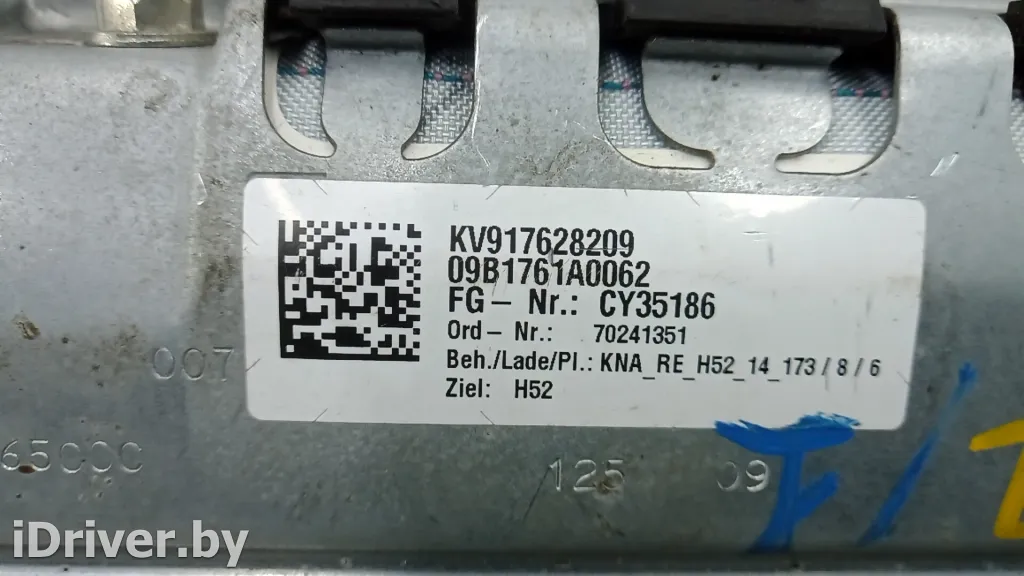 KV917628209
09B1761A0062
FG- Nr.: CY35186
Ord- Nr.: 70241351
Beh./Lade/Pl.: KNA_RE_H52_14_173/8/6
Ziel: H52
007
125 09
iDriver.by